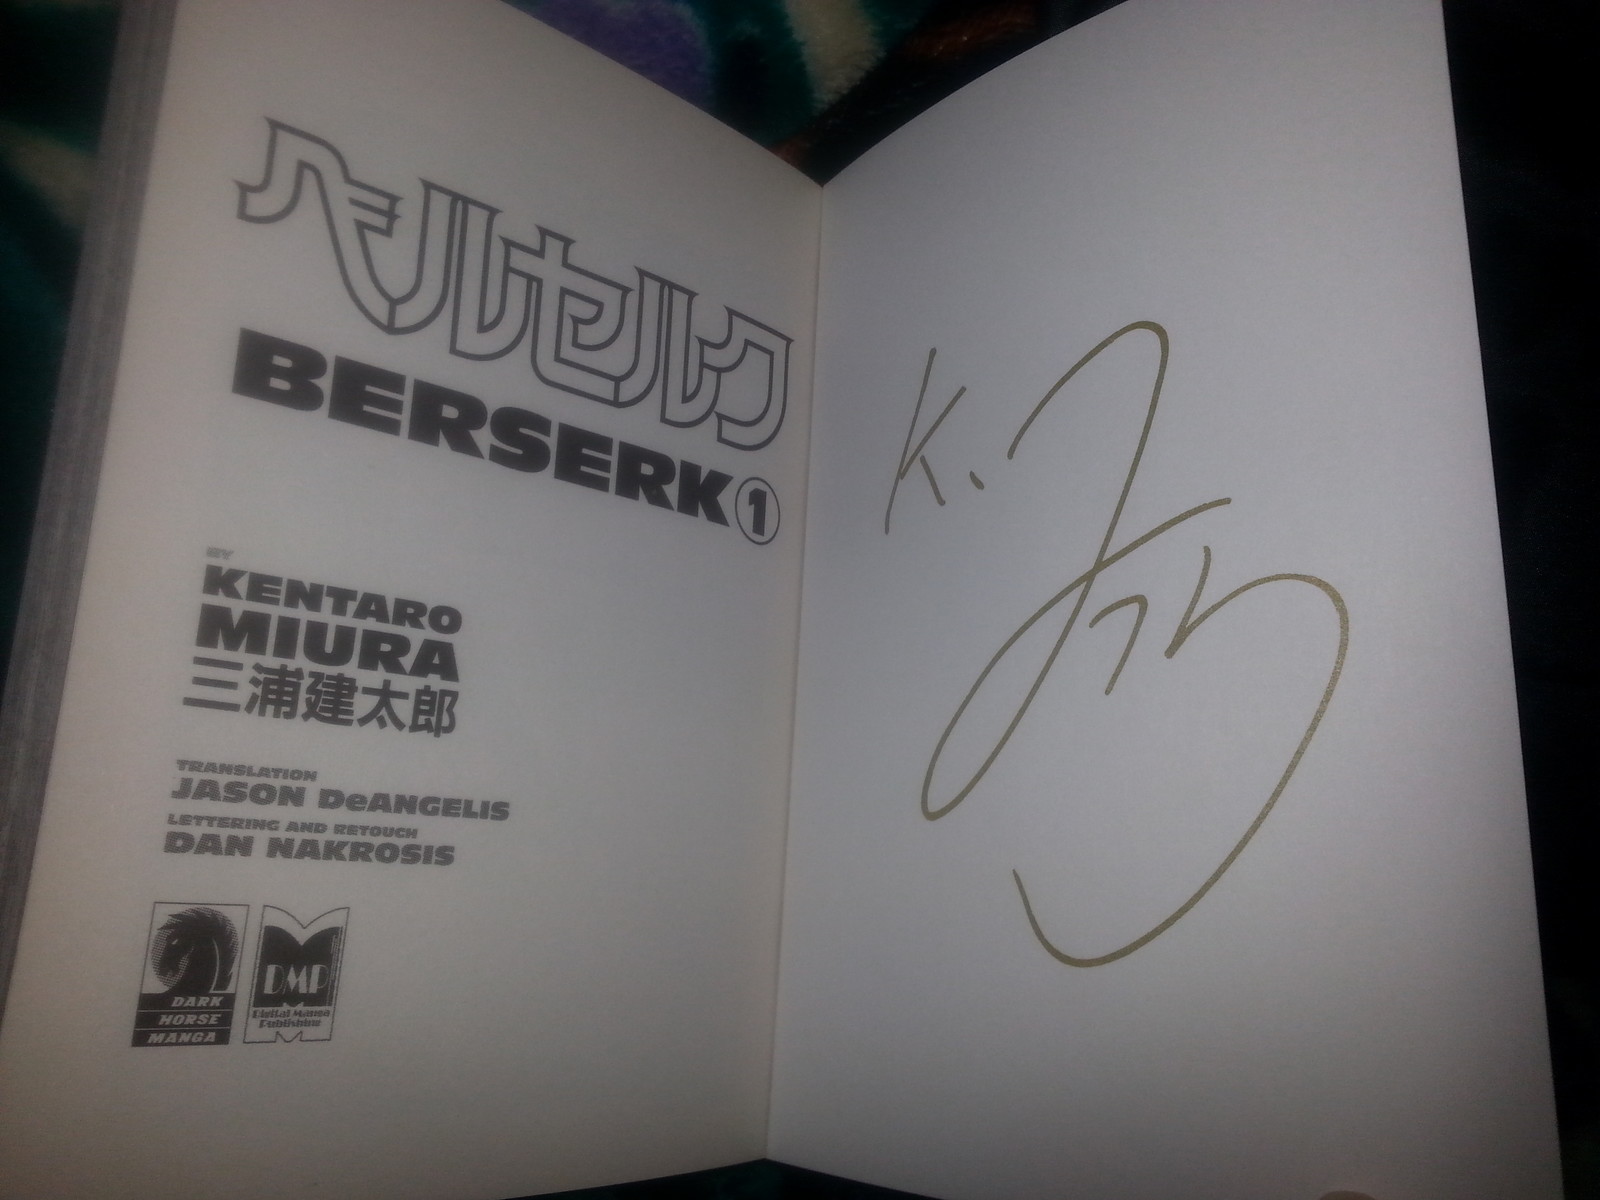 ベルセルク
BERSERK①
BY
KENTARO
MIURA
三浦建太郎
TRANSLATION
JASON DeANGELIS
LETTERING AND RETOUCH
DAN NAKROSIS
DARK
HORSE
MANGA
DMP
Digital Manga
Publishing
K.